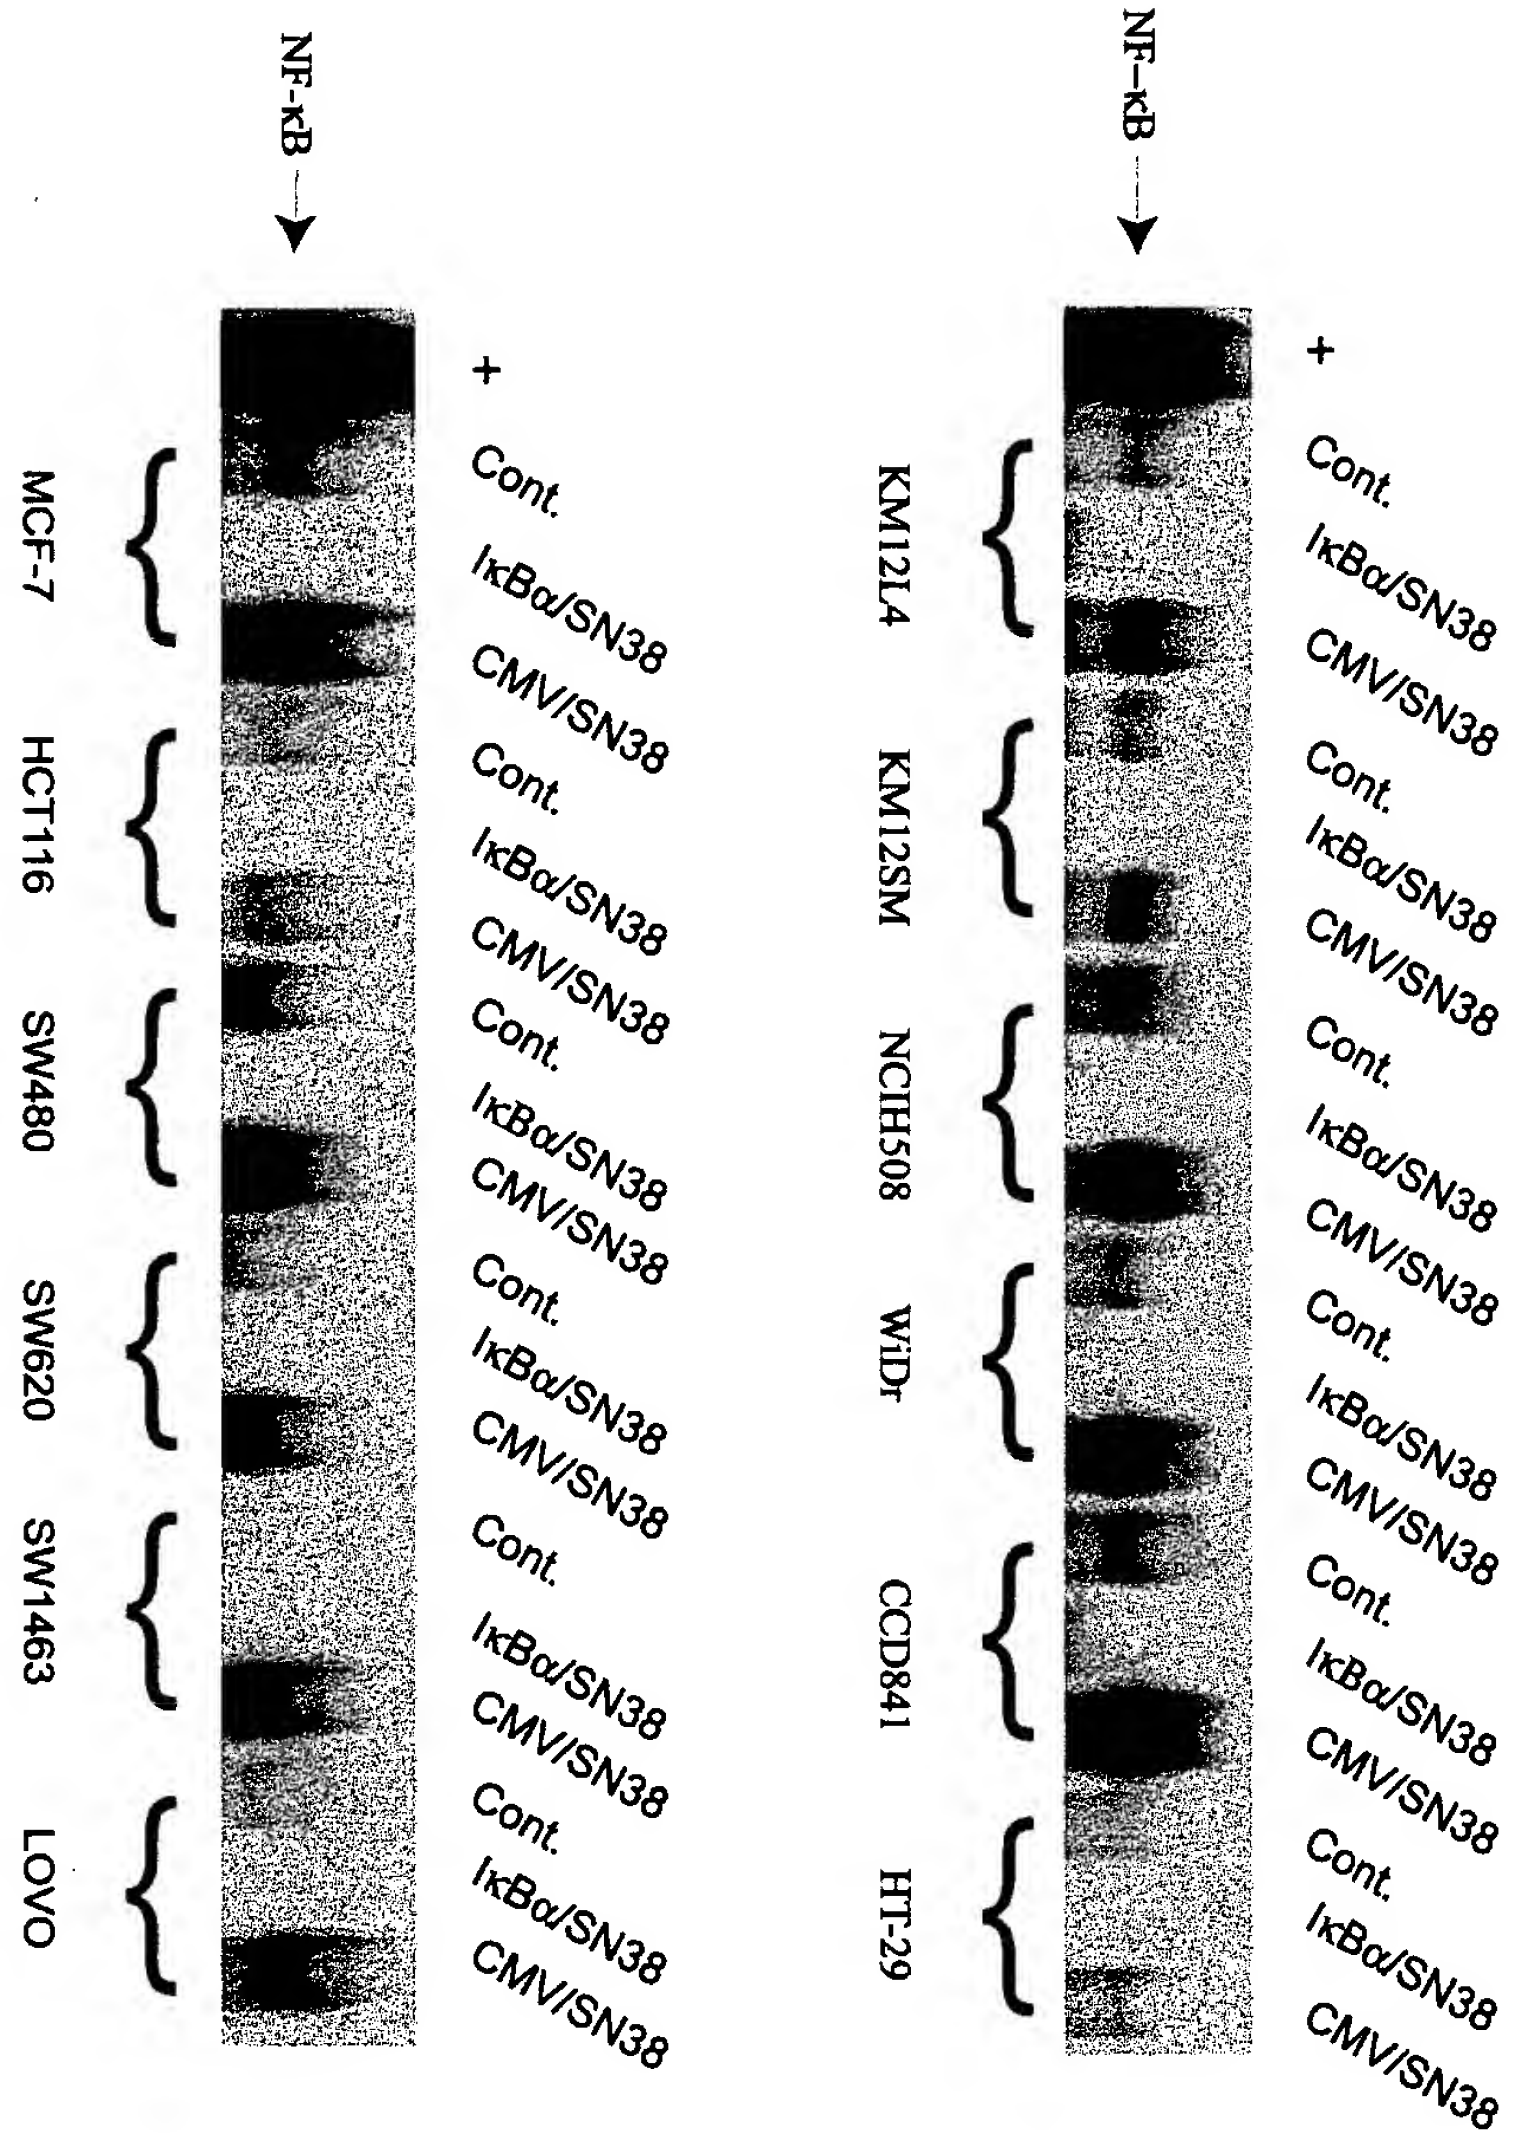 + Cont. IκBα/SN38 CMV/SN38 Cont. IκBα/SN38 CMV/SN38 Cont. IκBα/SN38 CMV/SN38 Cont. IκBα/SN38 CMV/SN38 Cont. IκBα/SN38 CMV/SN38 Cont. IκBα/SN38 CMV/SN38
NF-κB
KM12L4 KM12SM NCIH508 WiDr CCD841 HT-29
+ Cont. IκBα/SN38 CMV/SN38 Cont. IκBα/SN38 CMV/SN38 Cont. IκBα/SN38 CMV/SN38 Cont. IκBα/SN38 CMV/SN38 Cont. IκBα/SN38 CMV/SN38 Cont. IκBα/SN38 CMV/SN38
NF-κB
MCF-7 HCT116 SW480 SW620 SW1463 LOVO